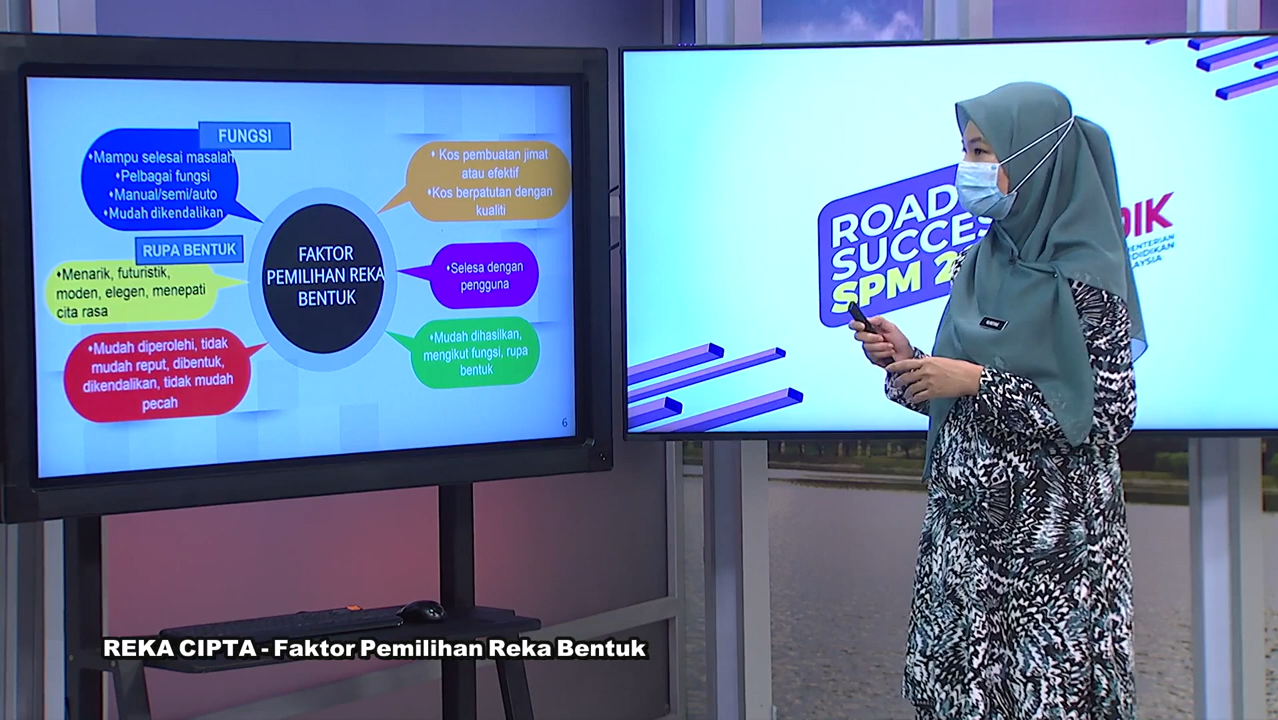 FUNGSI
•Mampu selesai masalah
•Pelbagai fungsi
•Manual/semi/auto
•Mudah dikendalikan
RUPA BENTUK
•Menarik, futuristik,
moden, elegen, menepati
cita rasa
•Mudah diperolehi, tidak
mudah reput, dibentuk,
dikendalikan, tidak mudah
pecah
FAKTOR
PEMILIHAN REKA
BENTUK
• Kos pembuatan jimat
atau efektif
•Kos berpatutan dengan
kualiti
•Selesa dengan
pengguna
•Mudah dihasilkan,
mengikut fungsi, rupa
bentuk
6
ROAD
SUCCES
SPM 2
DIK
REKA CIPTA - Faktor Pemilihan Reka Bentuk